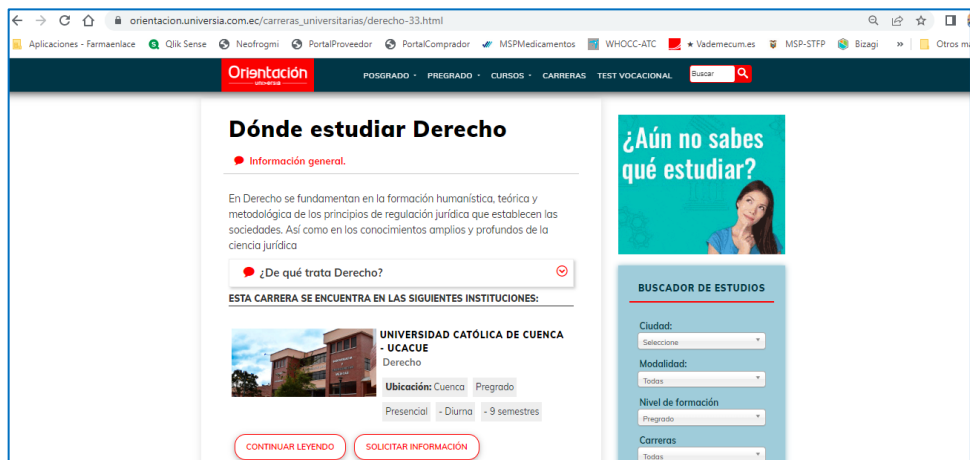 orientacion.universia.com.ec/carreras_universitarias/derecho-33.html
Aplicaciones - Farmaenlace Qlik Sense Neofrogmi PortalProveedor PortalComprador MSPMedicamentos WHOCC-ATC ★ Vademecum.es MSP-STFP Bizagi » Otros ma
Orientación
universia
POSGRADO - PREGRADO - CURSOS - CARRERAS TEST VOCACIONAL Buscar
Dónde estudiar Derecho
Información general.
En Derecho se fundamentan en la formación humanística, teórica y
metodológica de los principios de regulación jurídica que establecen las
sociedades. Así como en los conocimientos amplios y profundos de la
ciencia jurídica
¿De qué trata Derecho?
ESTA CARRERA SE ENCUENTRA EN LAS SIGUIENTES INSTITUCIONES:
UNIVERSIDAD CATÓLICA DE CUENCA
- UCACUE
Derecho
Ubicación: Cuenca Pregrado
Presencial - Diurna - 9 semestres
CONTINUAR LEYENDO SOLICITAR INFORMACIÓN
¿Aún no sabes
qué estudiar?
BUSCADOR DE ESTUDIOS
Ciudad:
Seleccione
Modalidad:
Todas
Nivel de formación
Pregrado
Carreras
Todas